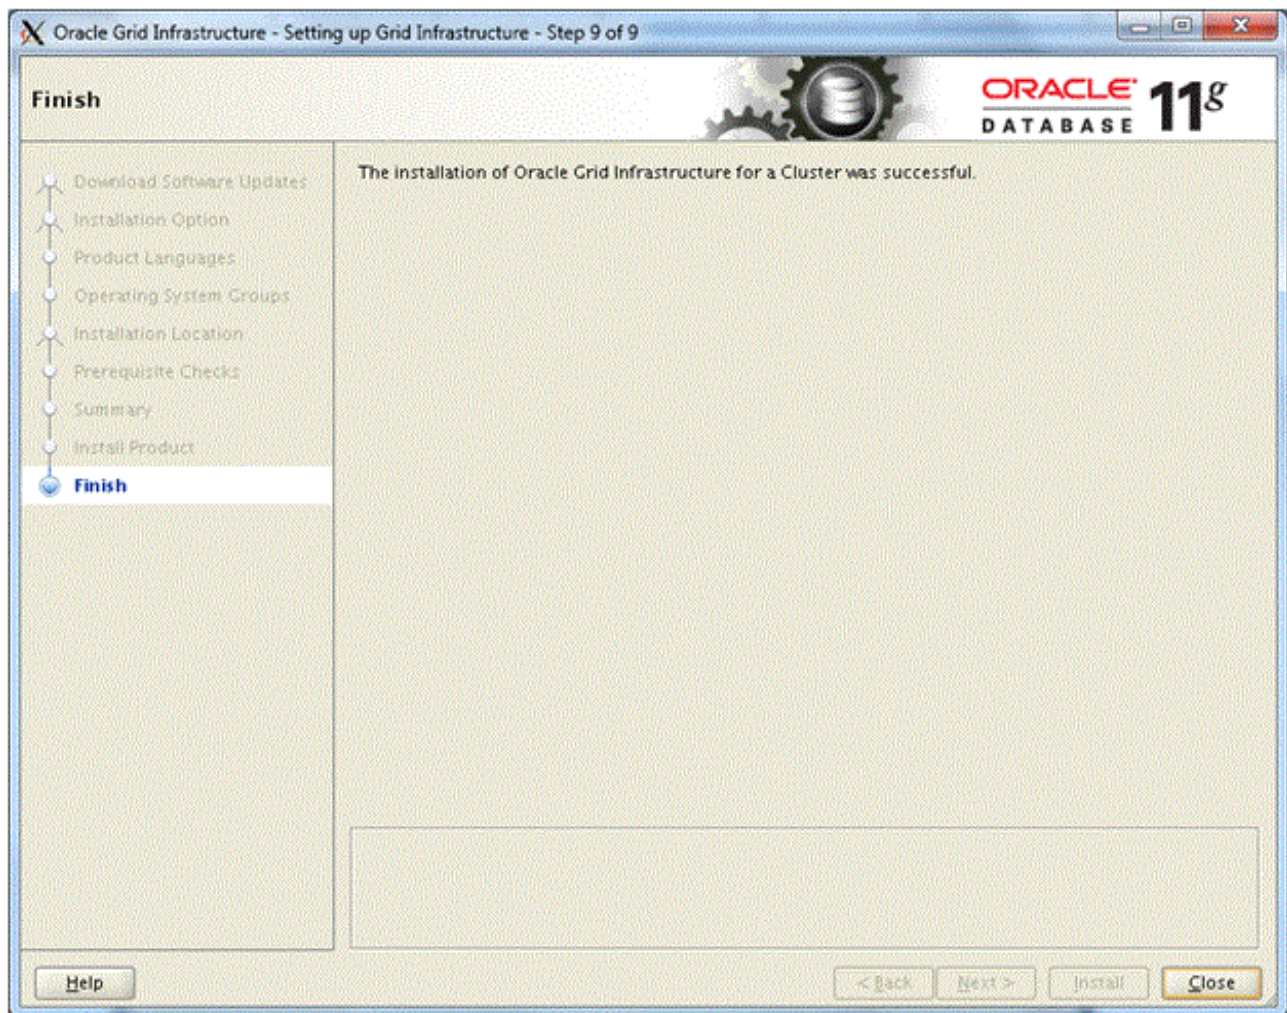 Oracle Grid Infrastructure - Setting up Grid Infrastructure - Step 9 of 9
Finish
ORACLE
DATABASE
11g
Download Software Updates
Installation Option
Product Languages
Operating System Groups
Installation Location
Prerequisite Checks
Summary
Install Product
Finish
The installation of Oracle Grid Infrastructure for a Cluster was successful.
Help
< Back
Next >
Install
Close